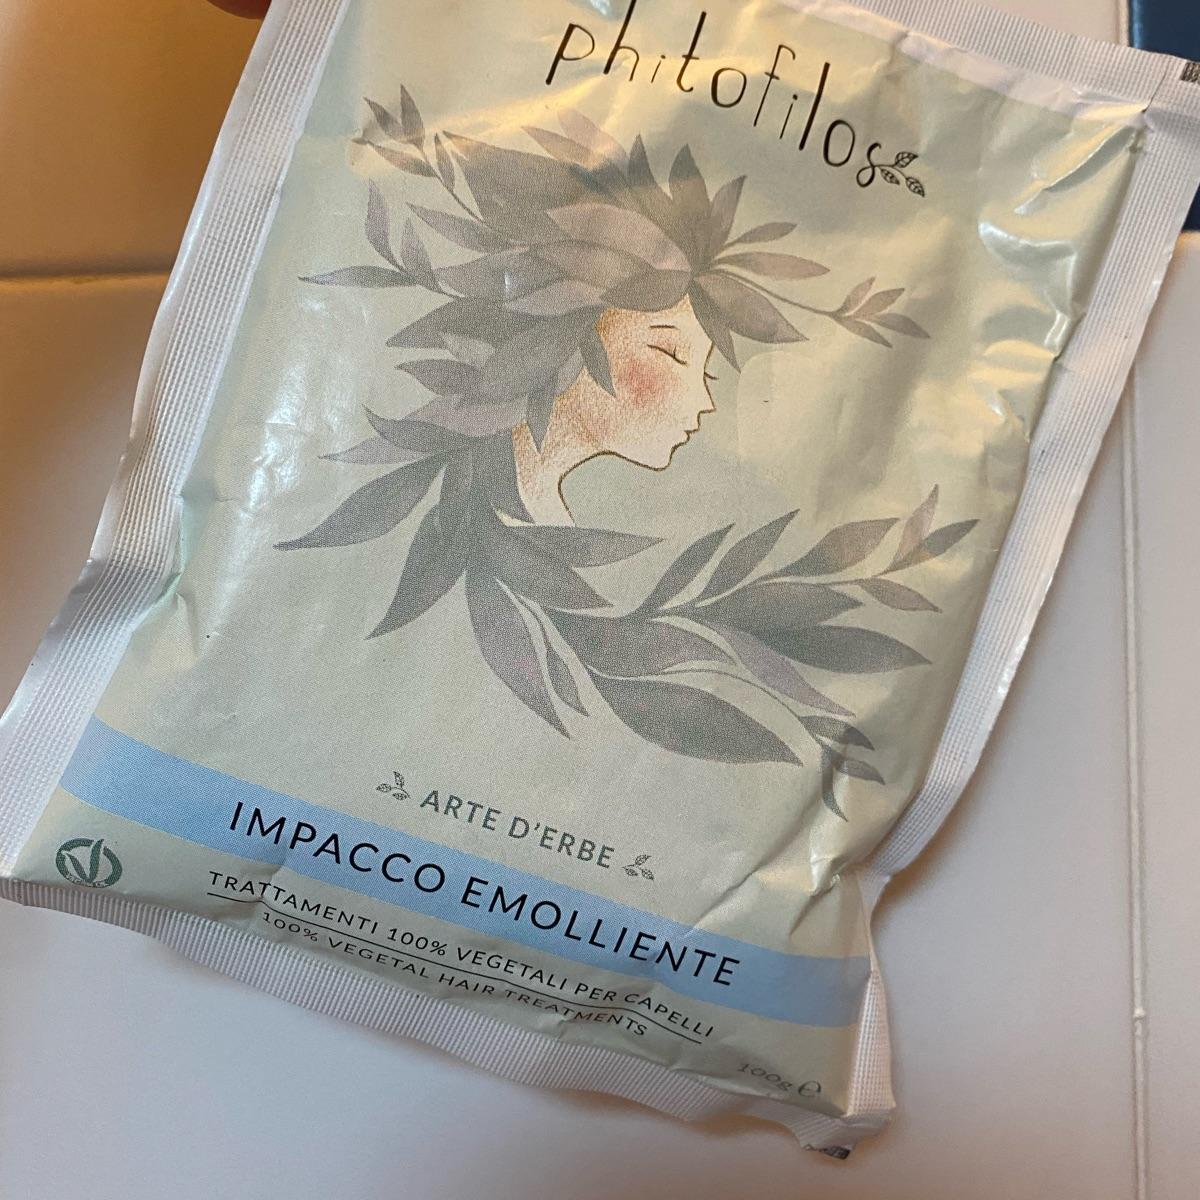 phitofilos
ARTE D'ERBE
IMPACCO EMOLLIENTE
TRATTAMENTI 100% VEGETALI PER CAPELLI
100% VEGETAL HAIR TREATMENTS
100g ℮